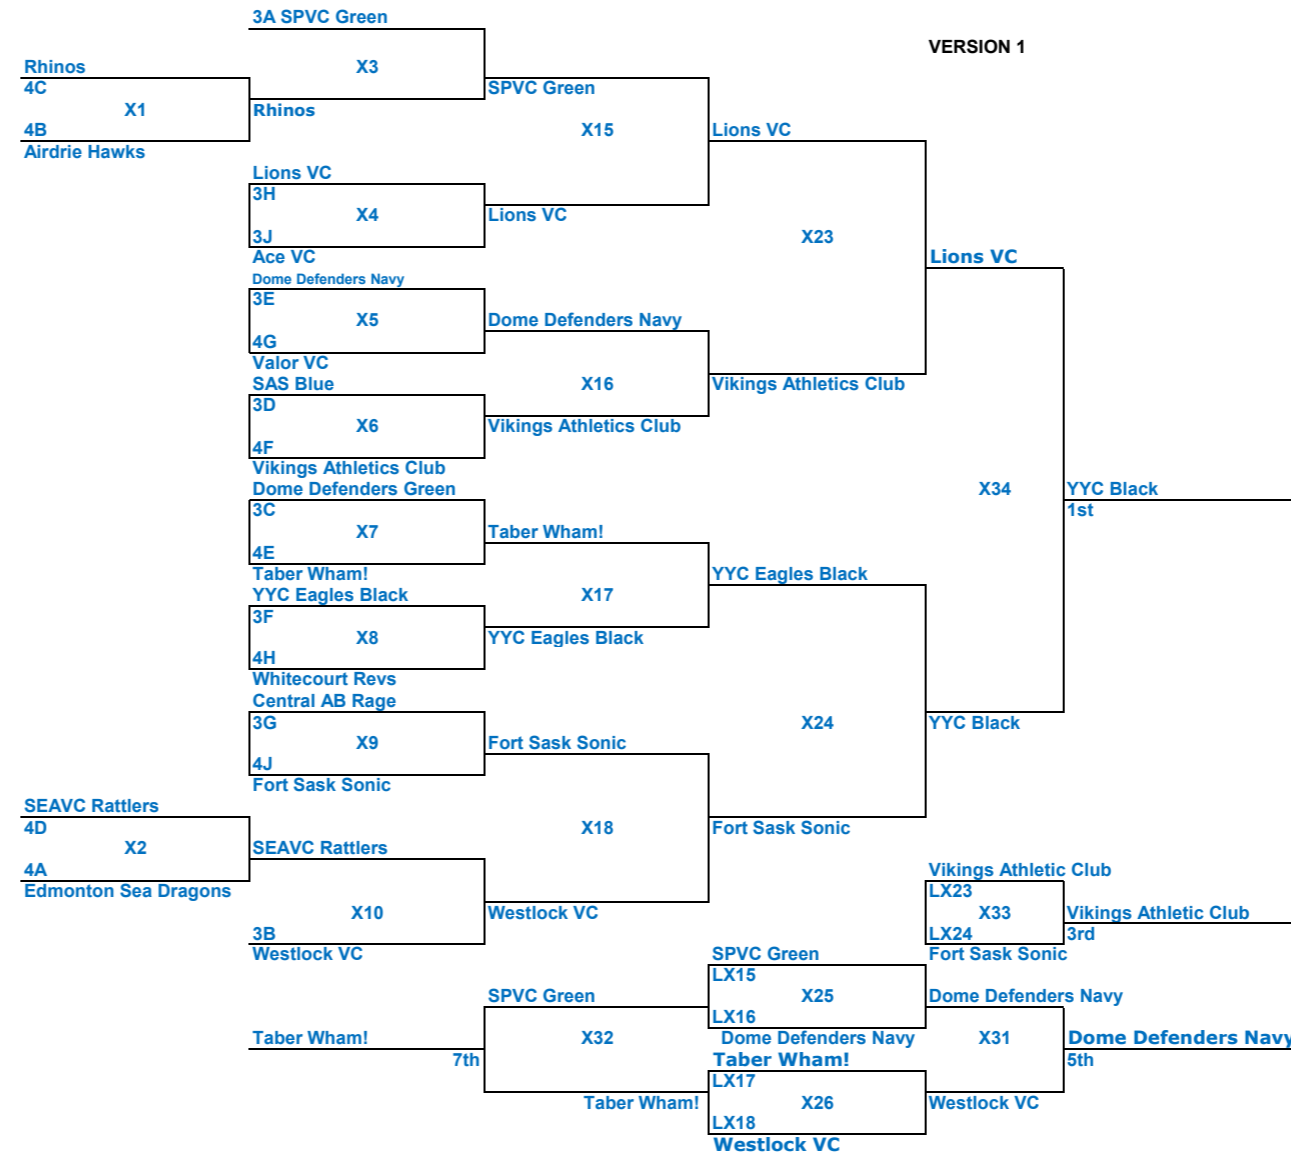 3A SPVC Green
VERSION 1
Rhinos
X3
4C
SPVC Green
X1
Rhinos
4B
X15
Lions VC
Airdrie Hawks
Lions VC
3H
X4
Lions VC
3J
X23
Ace VC
Lions VC
Dome Defenders Navy
3E
X5
Dome Defenders Navy
4G
Valor VC
SAS Blue
X16
Vikings Athletics Club
3D
X6
Vikings Athletics Club
4F
Vikings Athletics Club
Dome Defenders Green
X34
YYC Black
3C
1st
X7
Taber Wham!
4E
Taber Wham!
YYC Eagles Black
YYC Eagles Black
X17
3F
X8
YYC Eagles Black
4H
Whitecourt Revs
Central AB Rage
3G
X24
YYC Black
X9
Fort Sask Sonic
4J
Fort Sask Sonic
SEAVC Rattlers
4D
X18
Fort Sask Sonic
X2
SEAVC Rattlers
4A
Vikings Athletic Club
Edmonton Sea Dragons
LX23
X10
Westlock VC
X33
Vikings Athletic Club
3B
LX24
3rd
Westlock VC
SPVC Green
Fort Sask Sonic
LX15
SPVC Green
X25
Dome Defenders Navy
LX16
Taber Wham!
X32
Dome Defenders Navy
X31
Dome Defenders Navy
7th
Taber Wham!
5th
LX17
Taber Wham!
X26
Westlock VC
LX18
Westlock VC